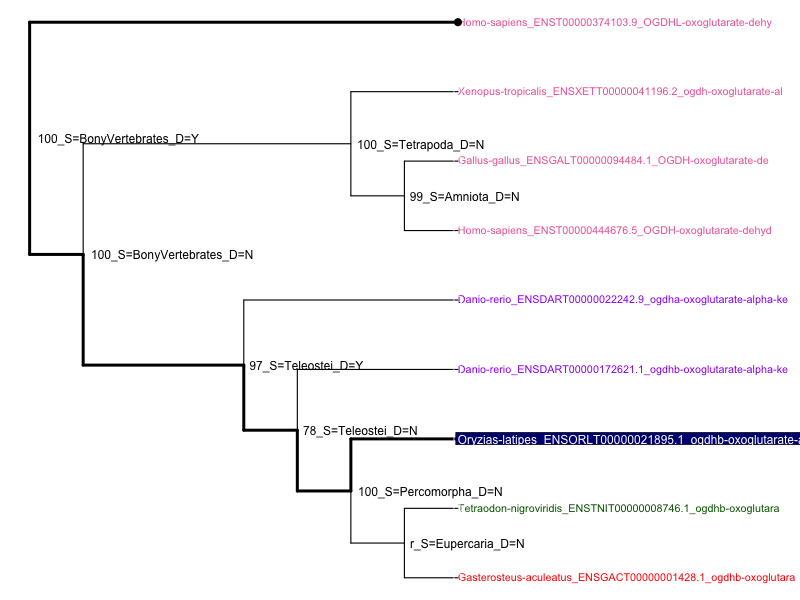 Homo-sapiens_ENST00000374103.9_OGDHL-oxoglutarate-dehy
Xenopus-tropicalis_ENSXETT00000041196.2_ogdh-oxoglutarate-al
100_S=BonyVertebrates_D=Y
100_S=Tetrapoda_D=N
Gallus-gallus_ENSGALT00000094484.1_OGDH-oxoglutarate-de
99_S=Amniota_D=N
Homo-sapiens_ENST00000444676.5_OGDH-oxoglutarate-dehyd
100_S=BonyVertebrates_D=N
Danio-rerio_ENSDART00000022242.9_ogdha-oxoglutarate-alpha-ke
97_S=Teleostei_D=Y
Danio-rerio_ENSDART00000172621.1_ogdhb-oxoglutarate-alpha-ke
78_S=Teleostei_D=N
Oryzias-latipes_ENSORLT00000021895.1_ogdhb-oxoglutarate-a
100_S=Percomorpha_D=N
Tetraodon-nigroviridis_ENSTNIT00000008746.1_ogdhb-oxoglutara
r_S=Eupercaria_D=N
Gasterosteus-aculeatus_ENSGACT00000001428.1_ogdhb-oxoglutara